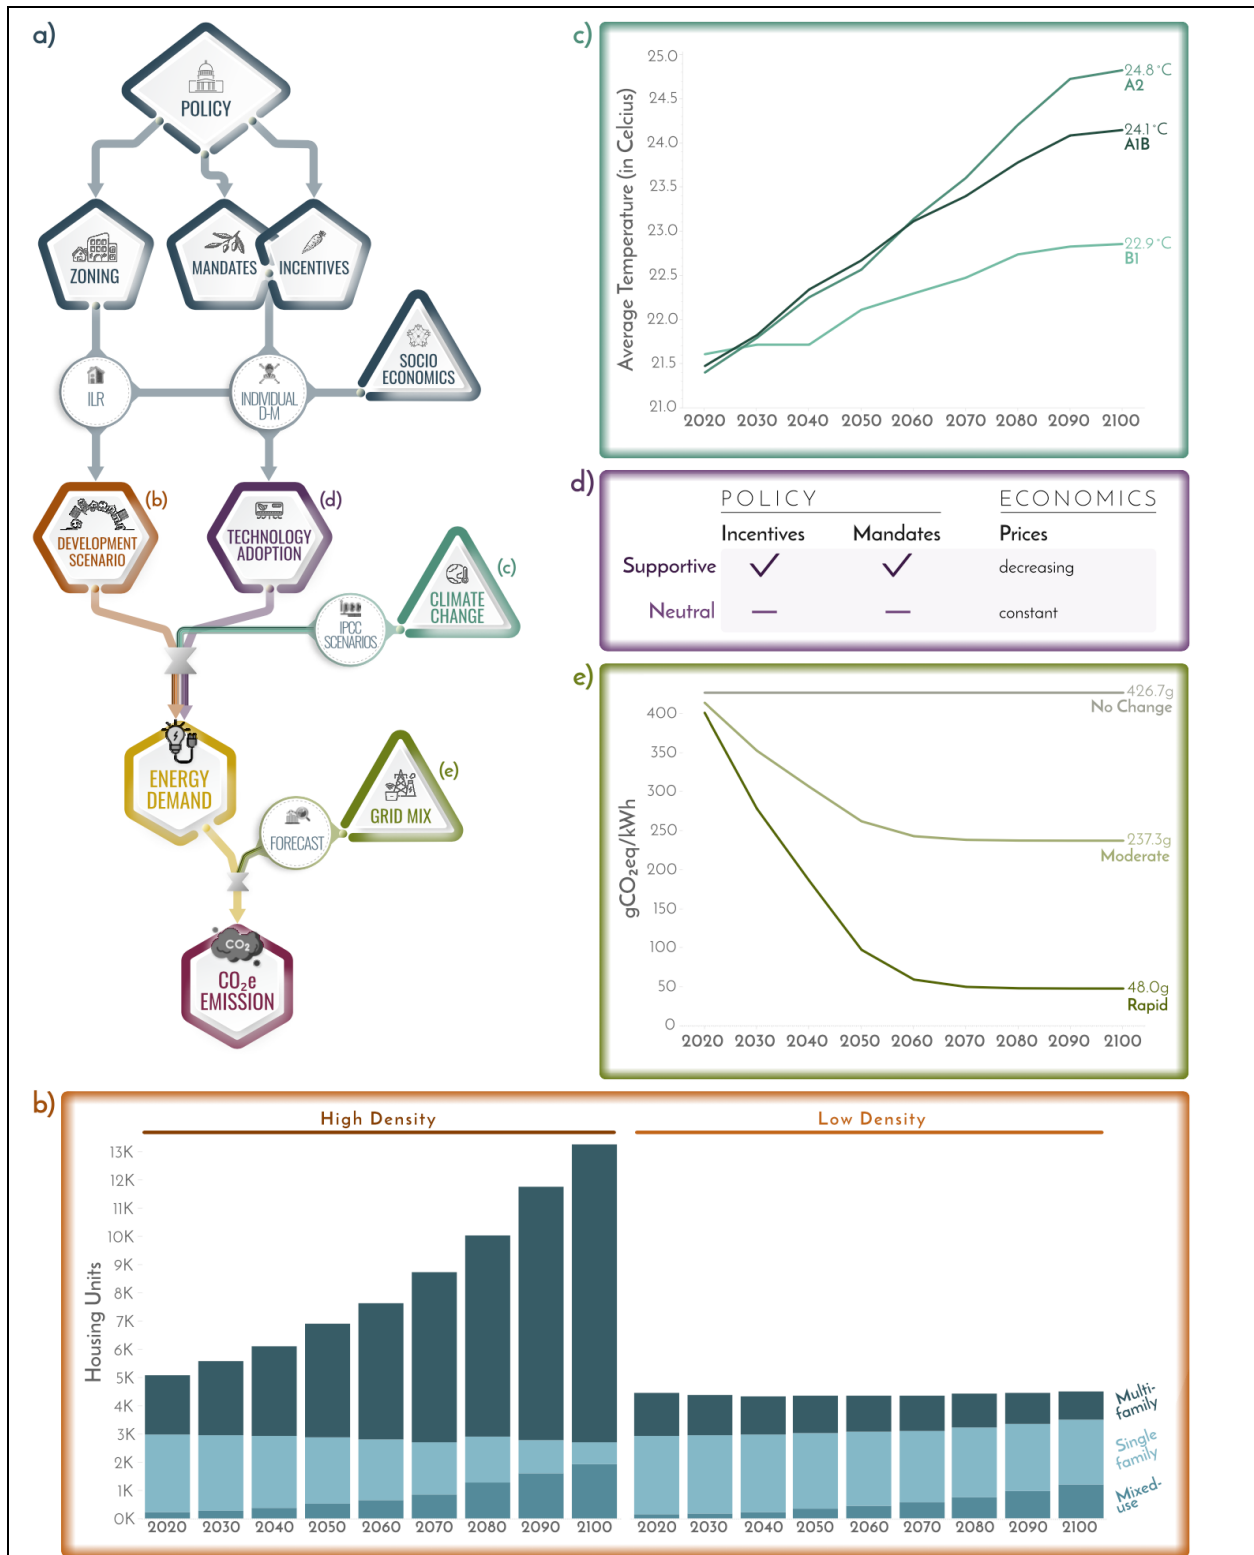 a)
POLICY
ZONING
MANDATES
INCENTIVES
SOCIO
ECONOMICS
ILR
INDIVIDUAL
D-M
(b)
DEVELOPMENT
SCENARIO
(d)
TECHNOLOGY
ADOPTION
(c)
CLIMATE
CHANGE
IPCC
SCENARIOS
ENERGY
DEMAND
(e)
GRID MIX
FORECAST
CO₂
CO₂e
EMISSION
c)
Average Temperature (in Celcius)
25.0
24.5
24.0
23.5
23.0
22.5
22.0
21.5
21.0
24.8°C
A2
24.1°C
A1B
22.9°C
B1
2020 2030 2040 2050 2060 2070 2080 2090 2100
d)
POLICY ECONOMICS
Incentives Mandates Prices
Supportive ✓ ✓ decreasing
Neutral — — constant
e)
gCO₂eq/kWh
400
350
300
250
200
150
100
50
0
426.7g
No Change
237.3g
Moderate
48.0g
Rapid
2020 2030 2040 2050 2060 2070 2080 2090 2100
b)
High Density Low Density
Housing Units
13K
12K
11K
10K
9K
8K
7K
6K
5K
4K
3K
2K
1K
0K
Multi-
family
Single
family
Mixed-
use
2020 2030 2040 2050 2060 2070 2080 2090 2100 2020 2030 2040 2050 2060 2070 2080 2090 2100